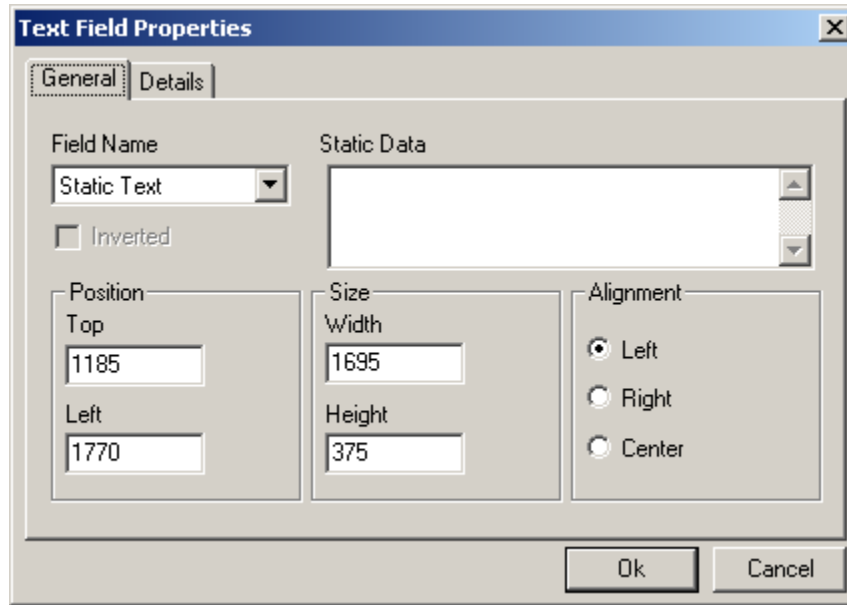 Text Field Properties
General Details
Field Name
Static Data
Static Text
Inverted
Position
Top
1185
Left
1770
Size
Width
1695
Height
375
Alignment
Left
Right
Center
Ok Cancel